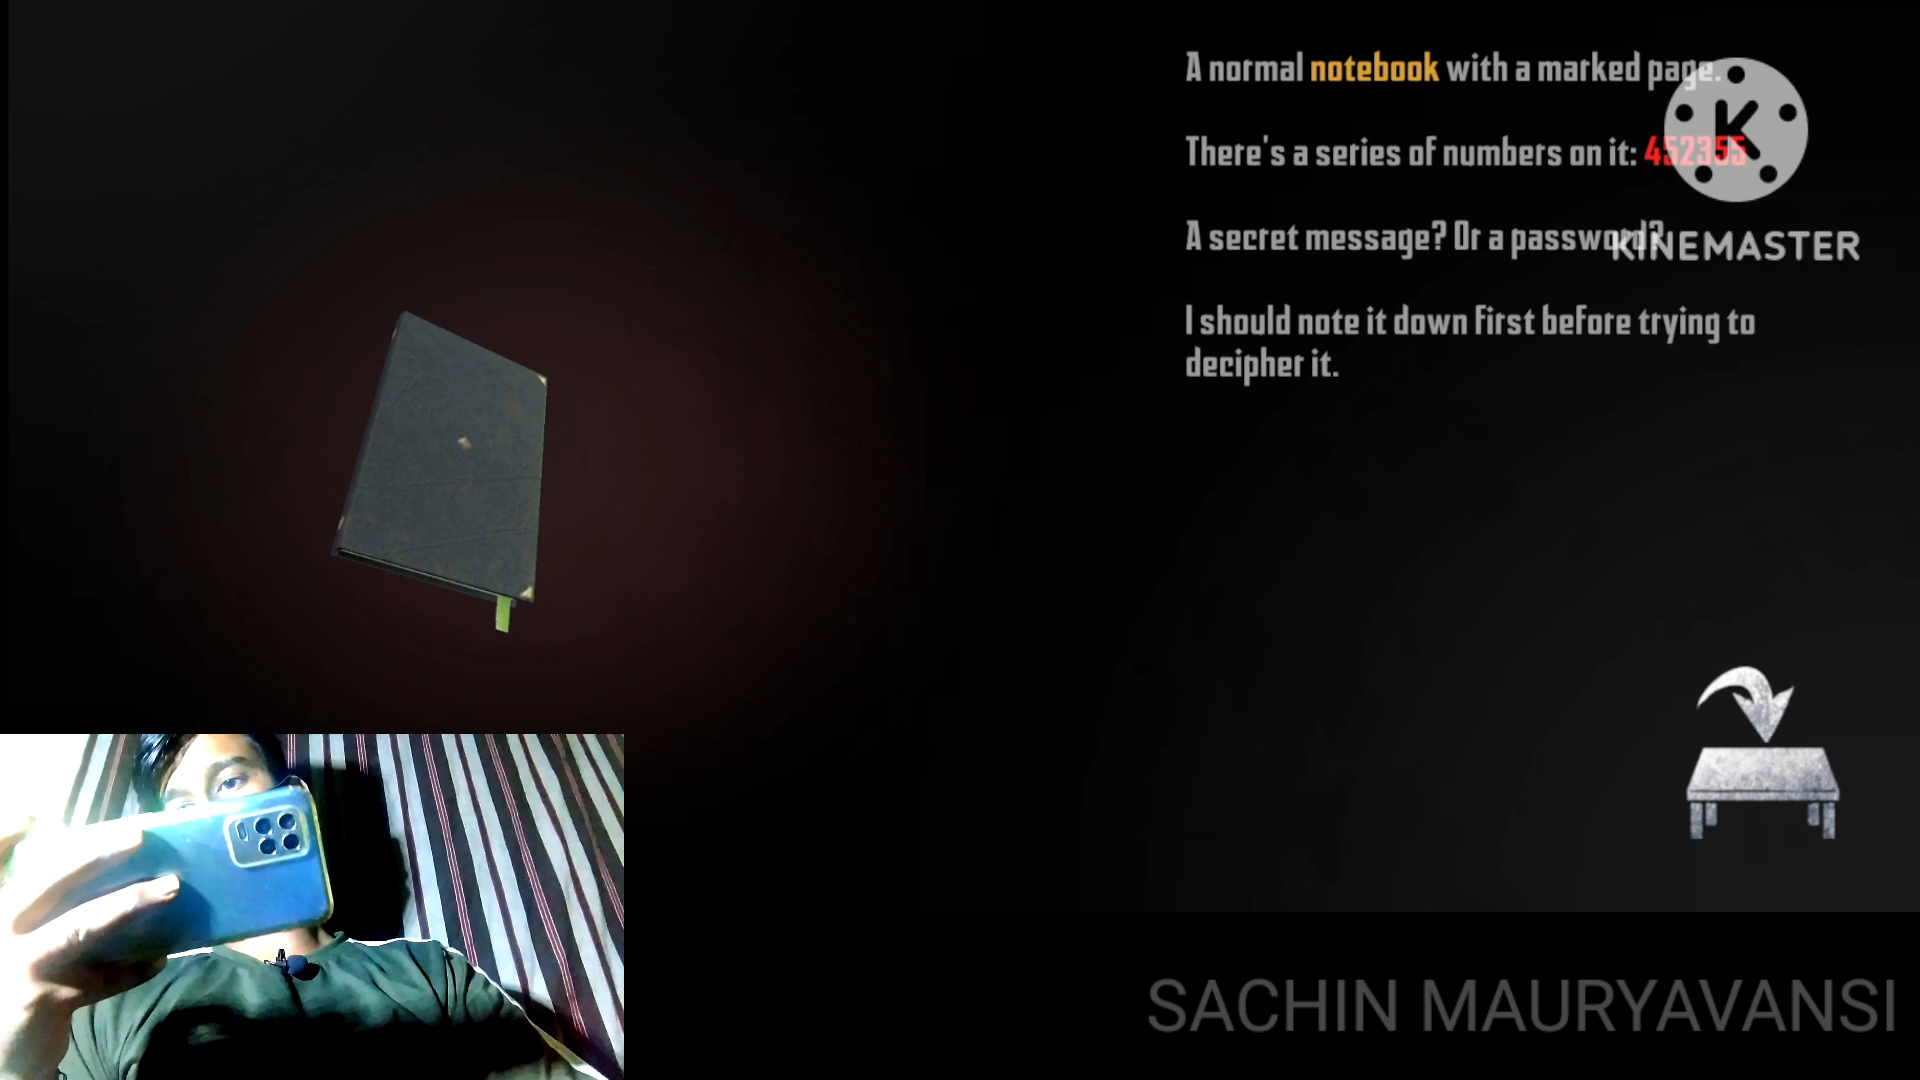 A normal notebook with a marked page.
There's a series of numbers on it: 452355
A secret message? Or a password?
I should note it down first before trying to
decipher it.
K
KINEMASTER
SACHIN MAURYAVANSI